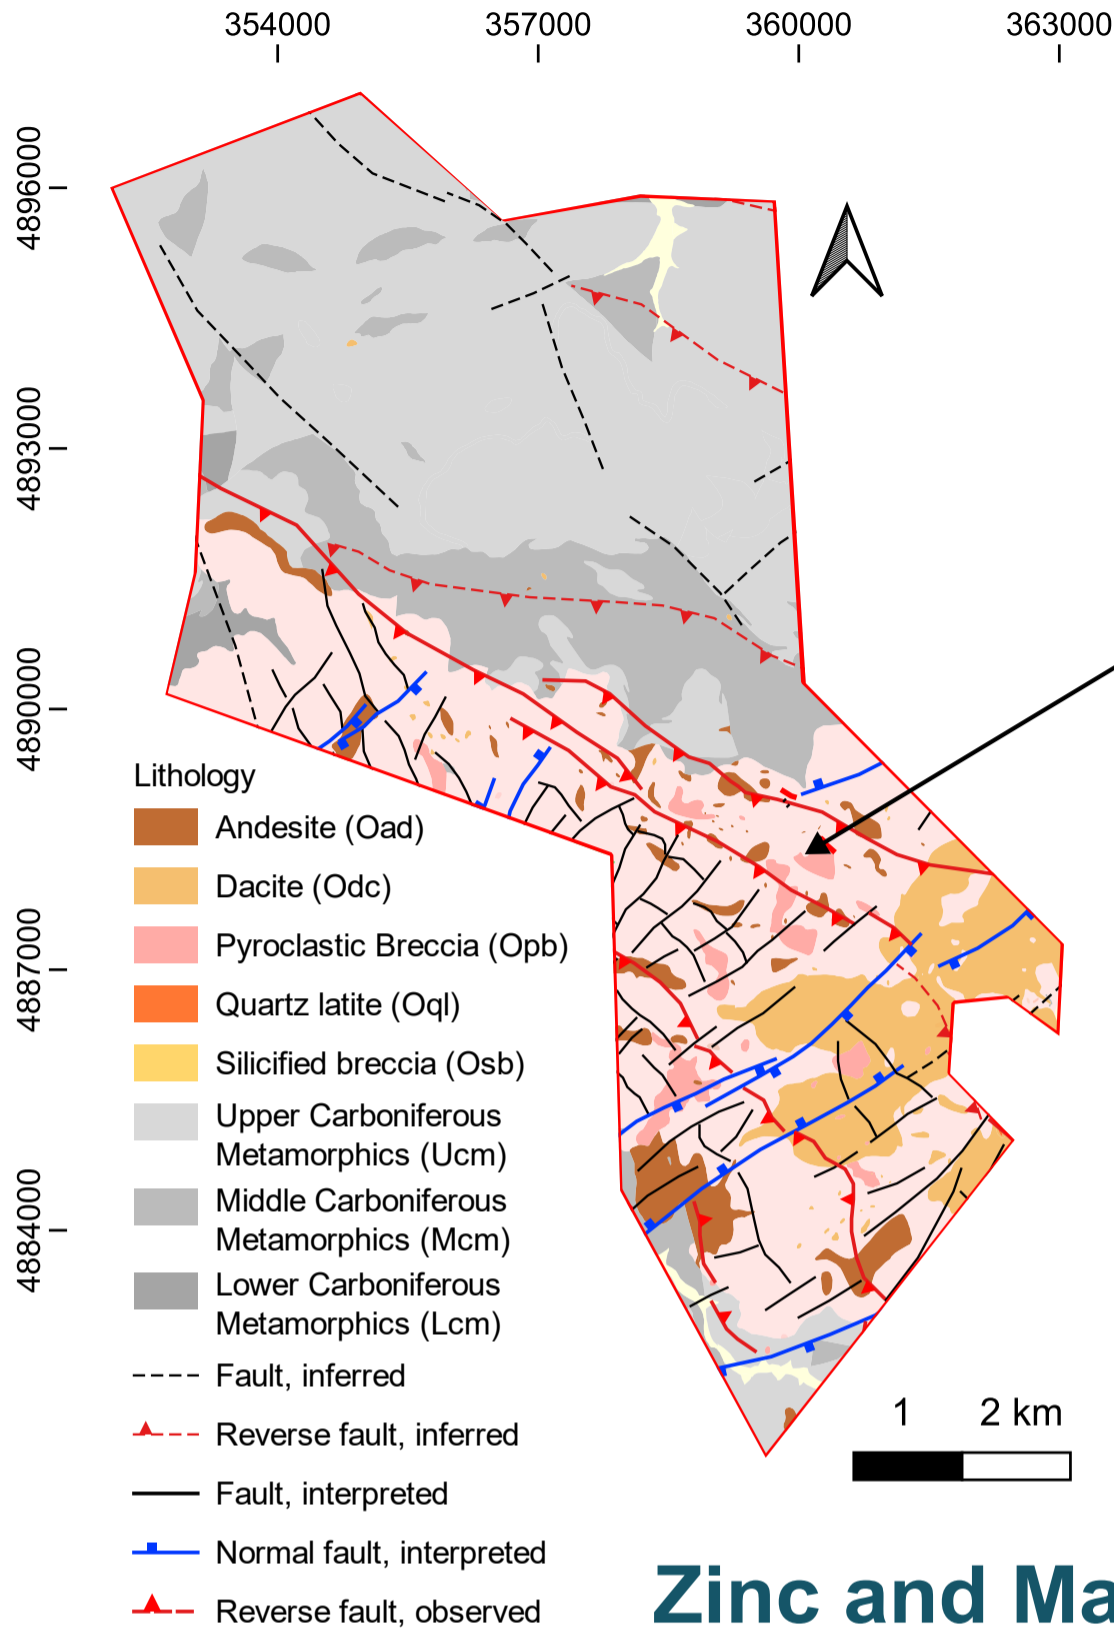 354000 357000 360000 363000
4896000
4893000
4890000
4887000
4884000
Lithology
Andesite (Oad)
Dacite (Odc)
Pyroclastic Breccia (Opb)
Quartz latite (Oql)
Silicified breccia (Osb)
Upper Carboniferous
Metamorphics (Ucm)
Middle Carboniferous
Metamorphics (Mcm)
Lower Carboniferous
Metamorphics (Lcm)
Fault, inferred
Reverse fault, inferred
Fault, interpreted
Normal fault, interpreted
Reverse fault, observed
1 2 km
Zinc and Ma